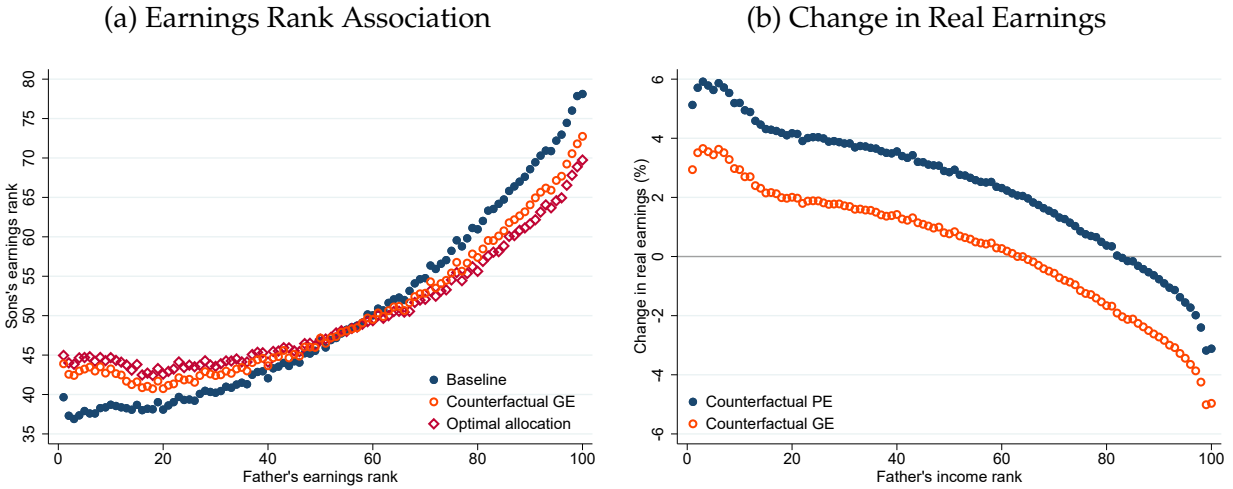 (a) Earnings Rank Association
Sons's earnings rank
80
75
70
65
60
55
50
45
40
35
Baseline
Counterfactual GE
Optimal allocation
0 20 40 60 80 100
Father's earnings rank
(b) Change in Real Earnings
Change in real earnings (%)
6
4
2
0
-2
-4
-6
Counterfactual PE
Counterfactual GE
0 20 40 60 80 100
Father's income rank